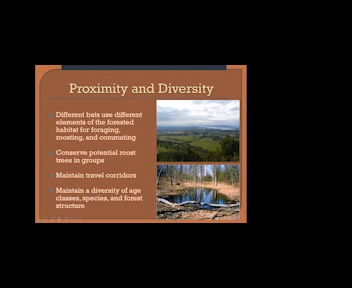 Proximity and Diversity
Different bats use different
elements of the forested
habitat for foraging,
roosting, and commuting
Conserve potential roost
trees in groups
Maintain travel corridors
Maintain a diversity of age
classes, species, and forest
structure